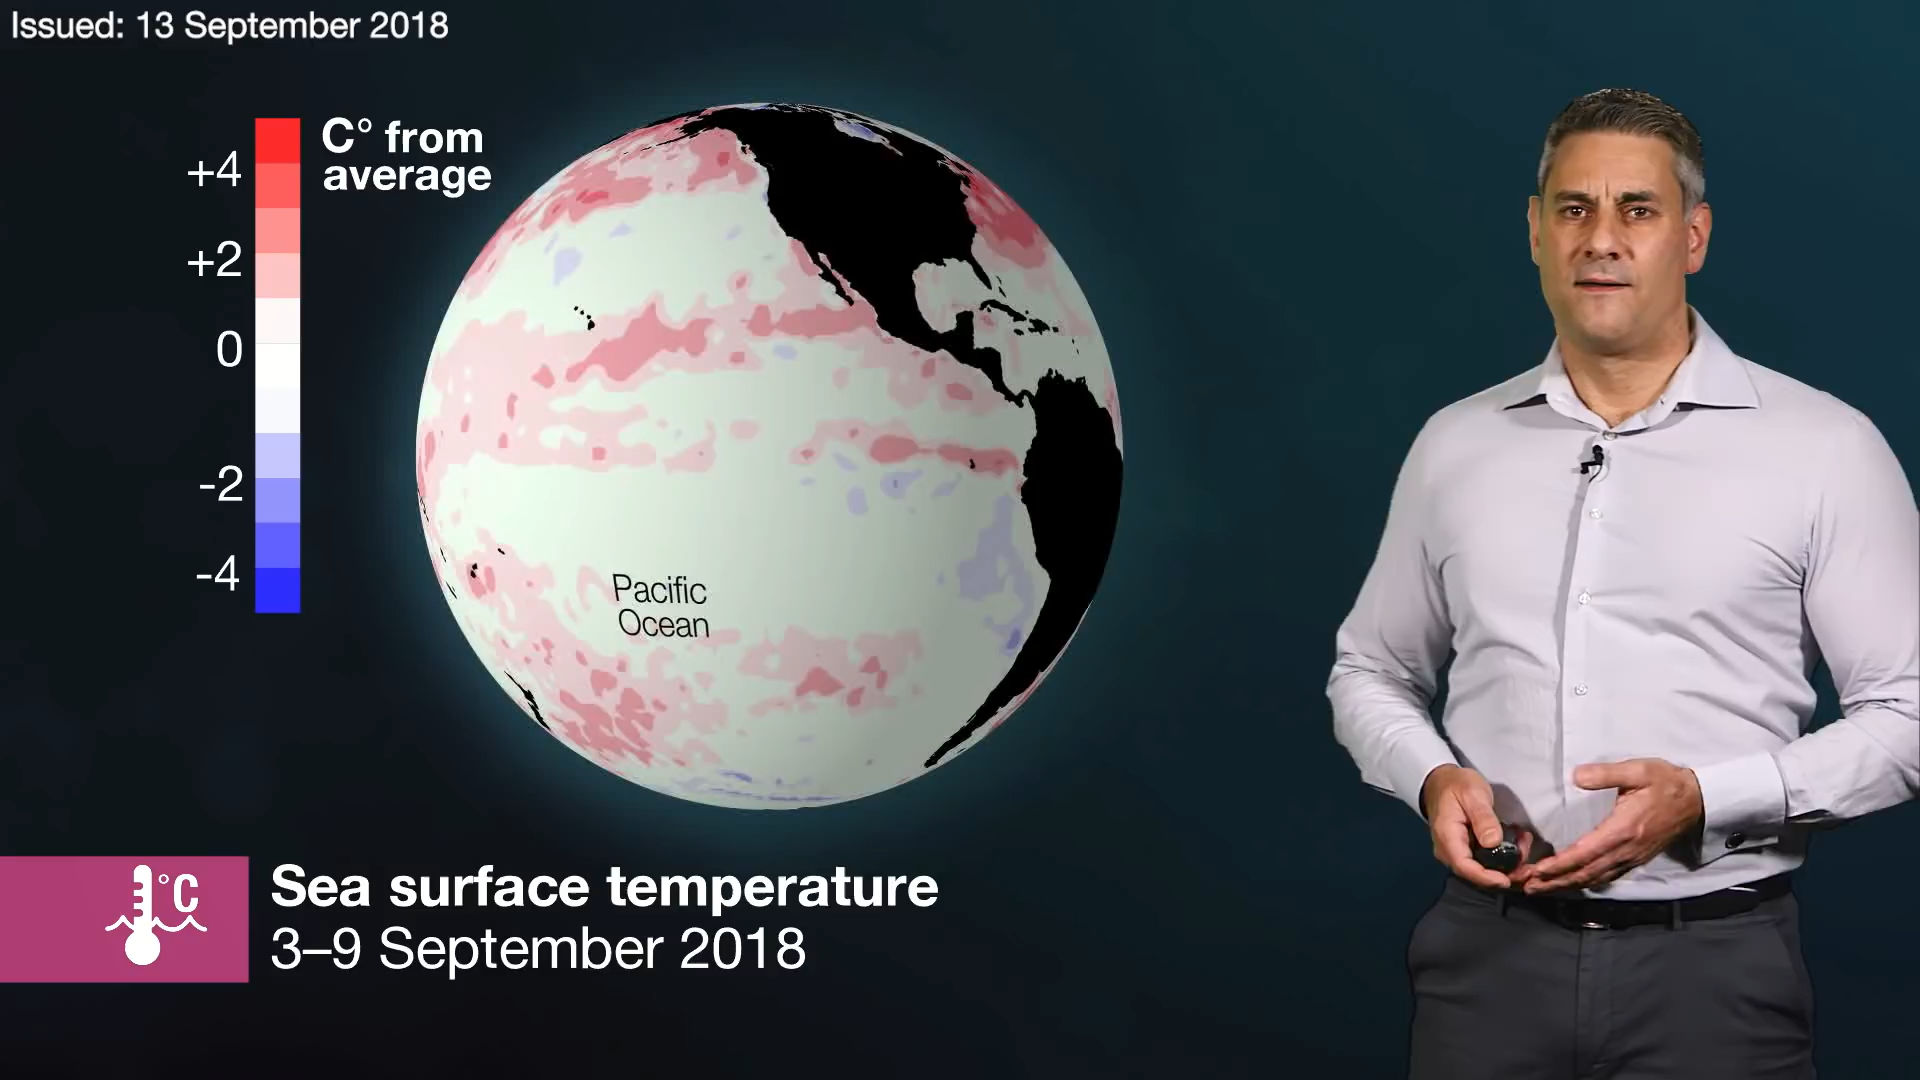 Issued: 13 September 2018
C° from
average
+4
+2
0
-2
-4
Pacific
Ocean
°C
Sea surface temperature
3–9 September 2018